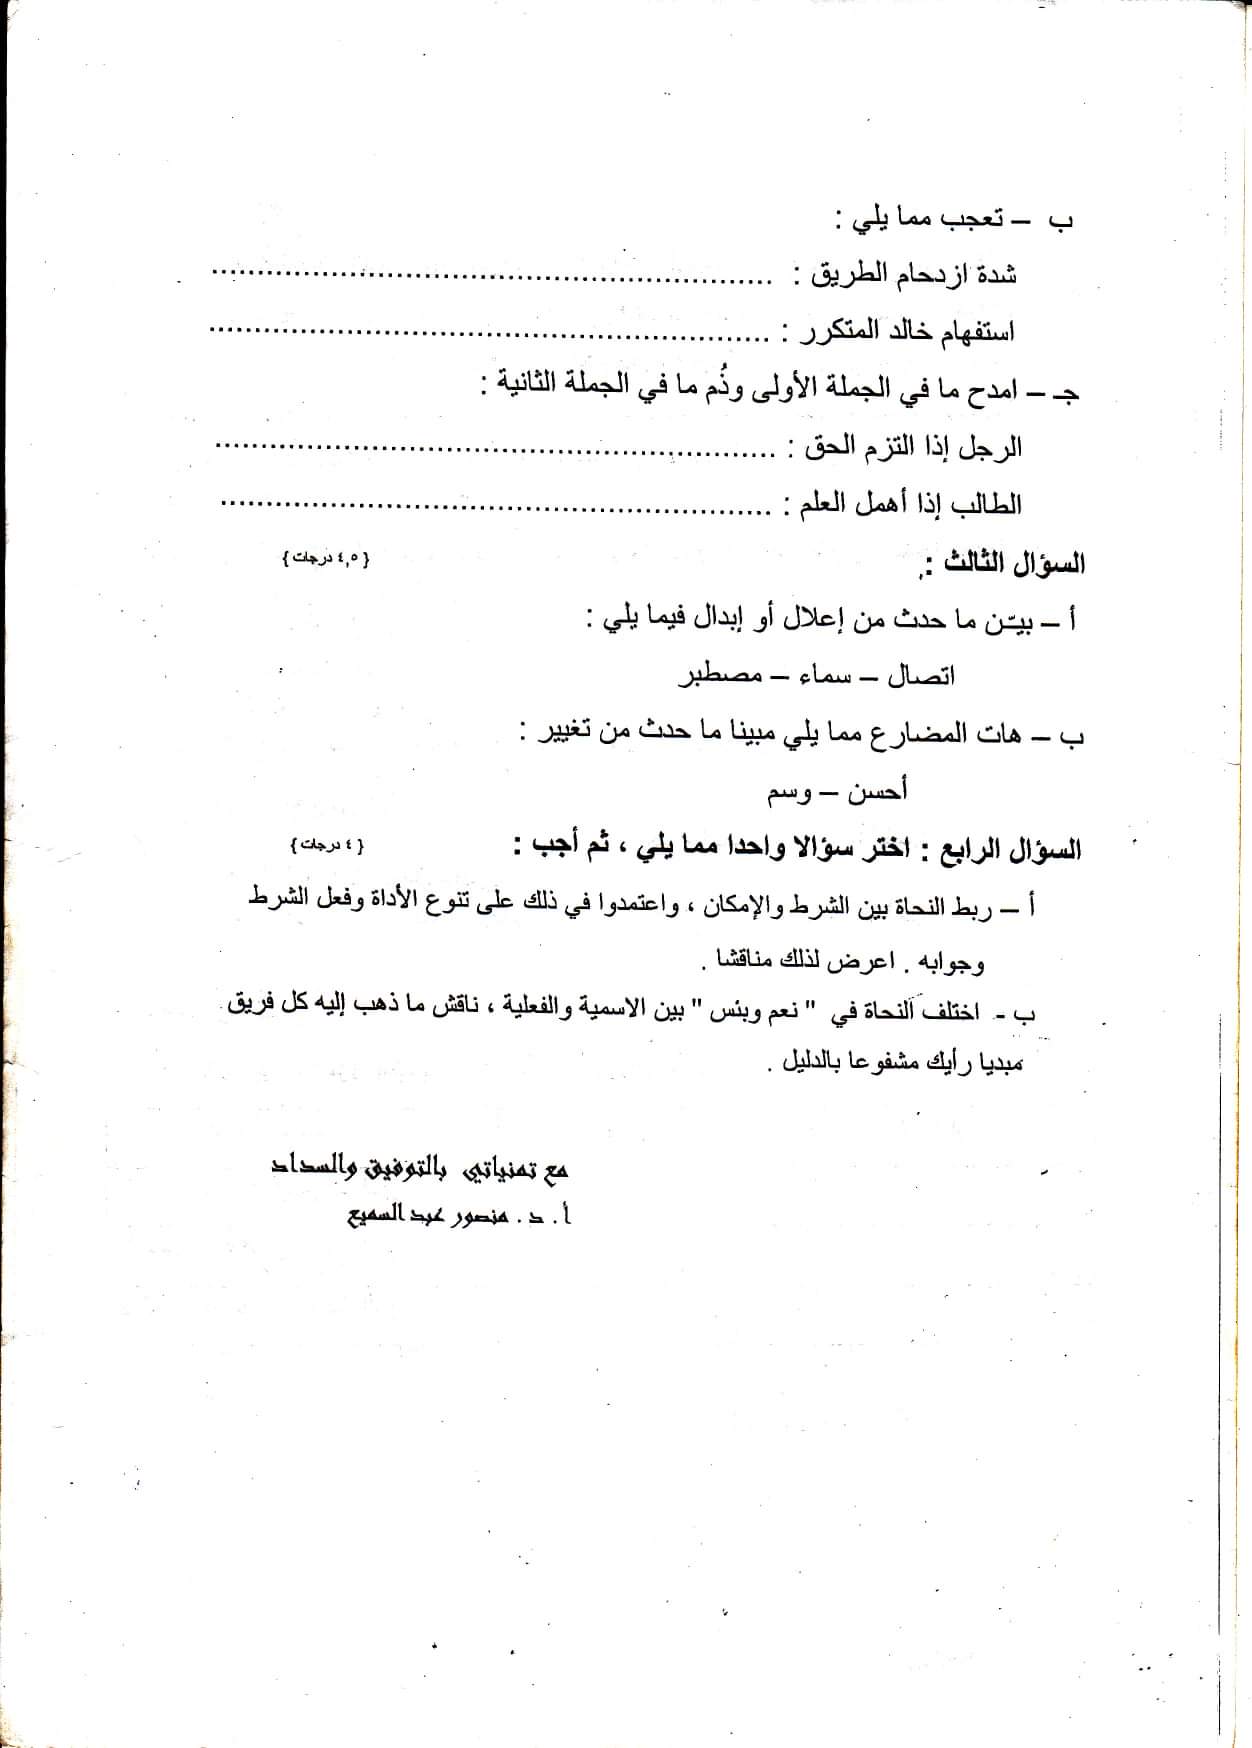 ب – تعجب مما يلي :
شدة ازدحام الطريق : ..............................................................
استفهام خالد المتكرر : ..............................................................
جـ – امدح ما في الجملة الأولى وذُم ما في الجملة الثانية :
الرجل إذا التزم الحق : ..............................................................
الطالب إذا أهمل العلم : ..............................................................
السؤال الثالث : {٤,٥ درجات}
أ – بيّن ما حدث من إعلال أو إبدال فيما يلي :
اتصال – سماء – مصطبر
ب – هات المضارع مما يلي مبينا ما حدث من تغيير :
أحسن – وسم
السؤال الرابع : اختر سؤالا واحدا مما يلي ، ثم أجب : {٤ درجات}
أ – ربط النحاة بين الشرط والإمكان ، واعتمدوا في ذلك على تنوع الأداة وفعل الشرط
وجوابه . اعرض لذلك مناقشا .
ب - اختلف النحاة في " نعم وبئس " بين الاسمية والفعلية ، ناقش ما ذهب إليه كل فريق
مبديا رأيك مشفوعا بالدليل .
مع تمنياتي بالتوفيق والسداد
أ. د. منصور عبد السميع